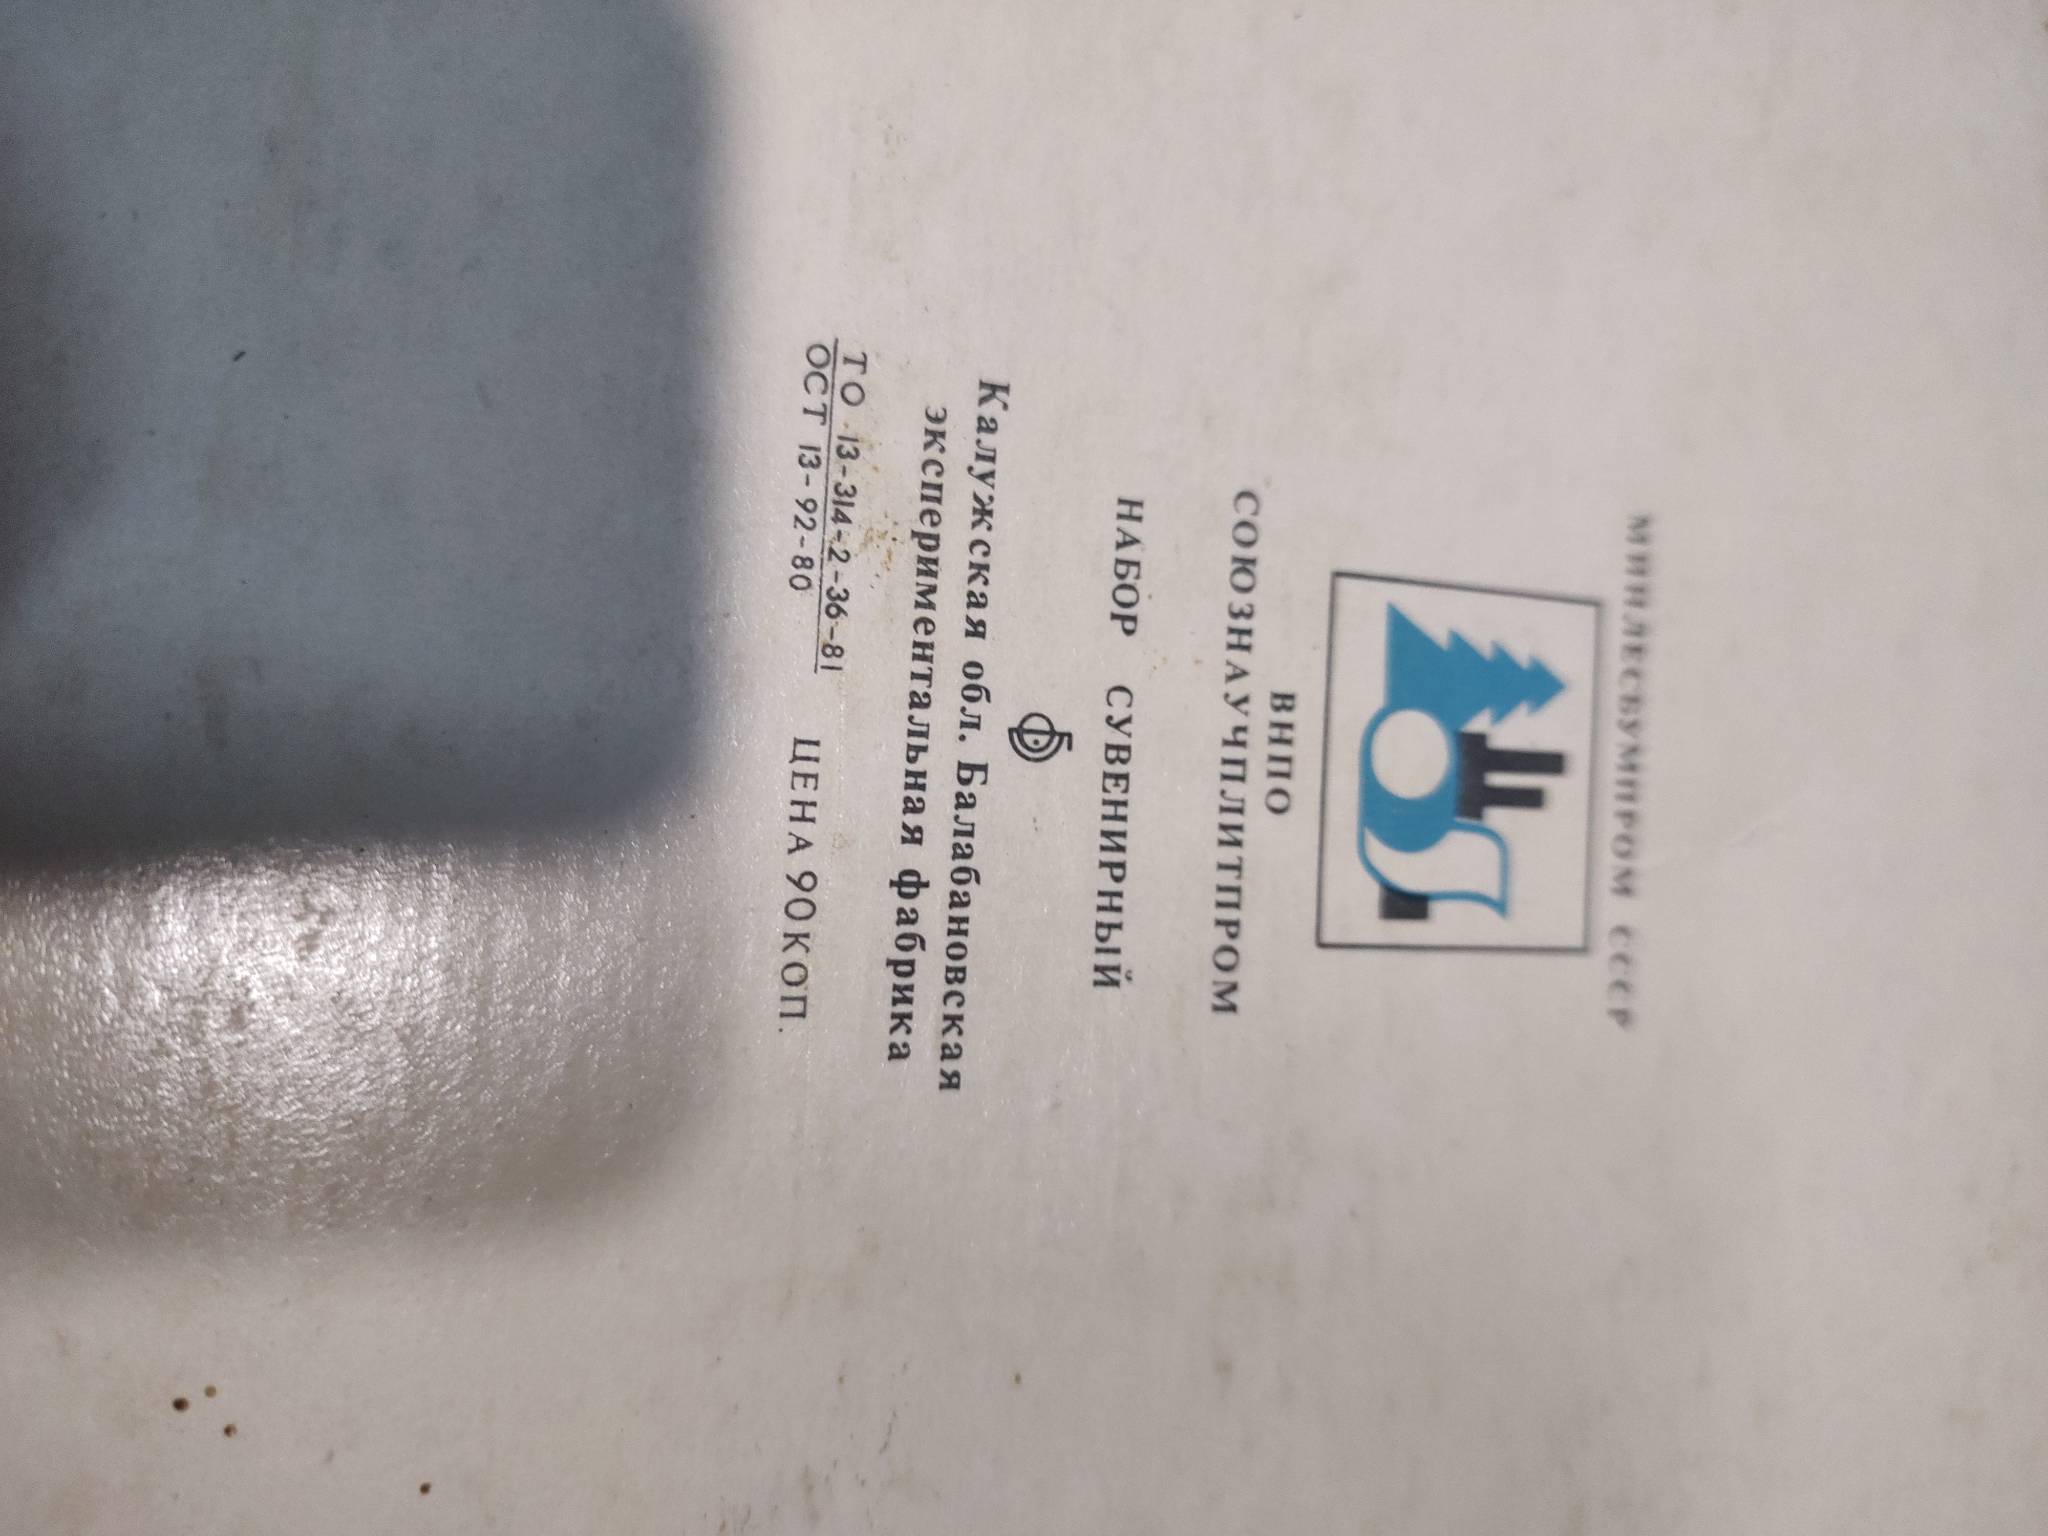 МИНЛЕСБУМПРОМ СССР
ВНПО
СОЮЗНАУЧПЛИТПРОМ
НАБОР СУВЕНИРНЫЙ
Калужская обл. Балабановская
экспериментальная фабрика
ТО 13-314-2-36-81
ОСТ 13-92-80
ЦЕНА 90 КОП.